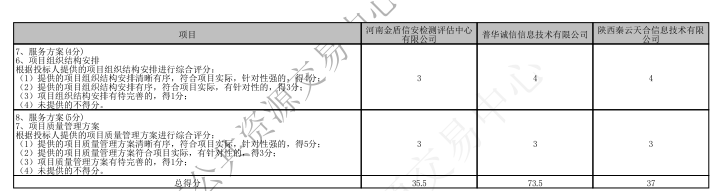 项目 河南金盾信安检测评估中心有限公司 普华诚信信息技术有限公司 陕西秦云天合信息技术有限公司
7、服务方案(4分)
6、项目组织结构安排
根据投标人提供的项目组织结构安排进行综合评分:
(1)提供的项目组织结构安排清晰有序,符合项目实际,针对性强的,得4分;
(2)提供的项目组织结构安排有序,符合项目实际,有针对性的,得3分;
(3)项目组织结构安排有待完善的,得1分;
(4)未提供的不得分。
3 4 4
8、服务方案(5分)
7、项目质量管理方案
根据投标人提供的项目质量管理方案进行综合评分:
(1)提供的项目质量管理方案清晰有序,符合项目实际,针对性强的,得5分;
(2)提供的项目质量管理方案符合项目实际,有针对性的,得3分;
(3)项目质量管理方案有待完善的,得1分;
(4)未提供的不得分。
3 3 3
总得分 35.5 73.5 37
公共资源交易中心
交易中心